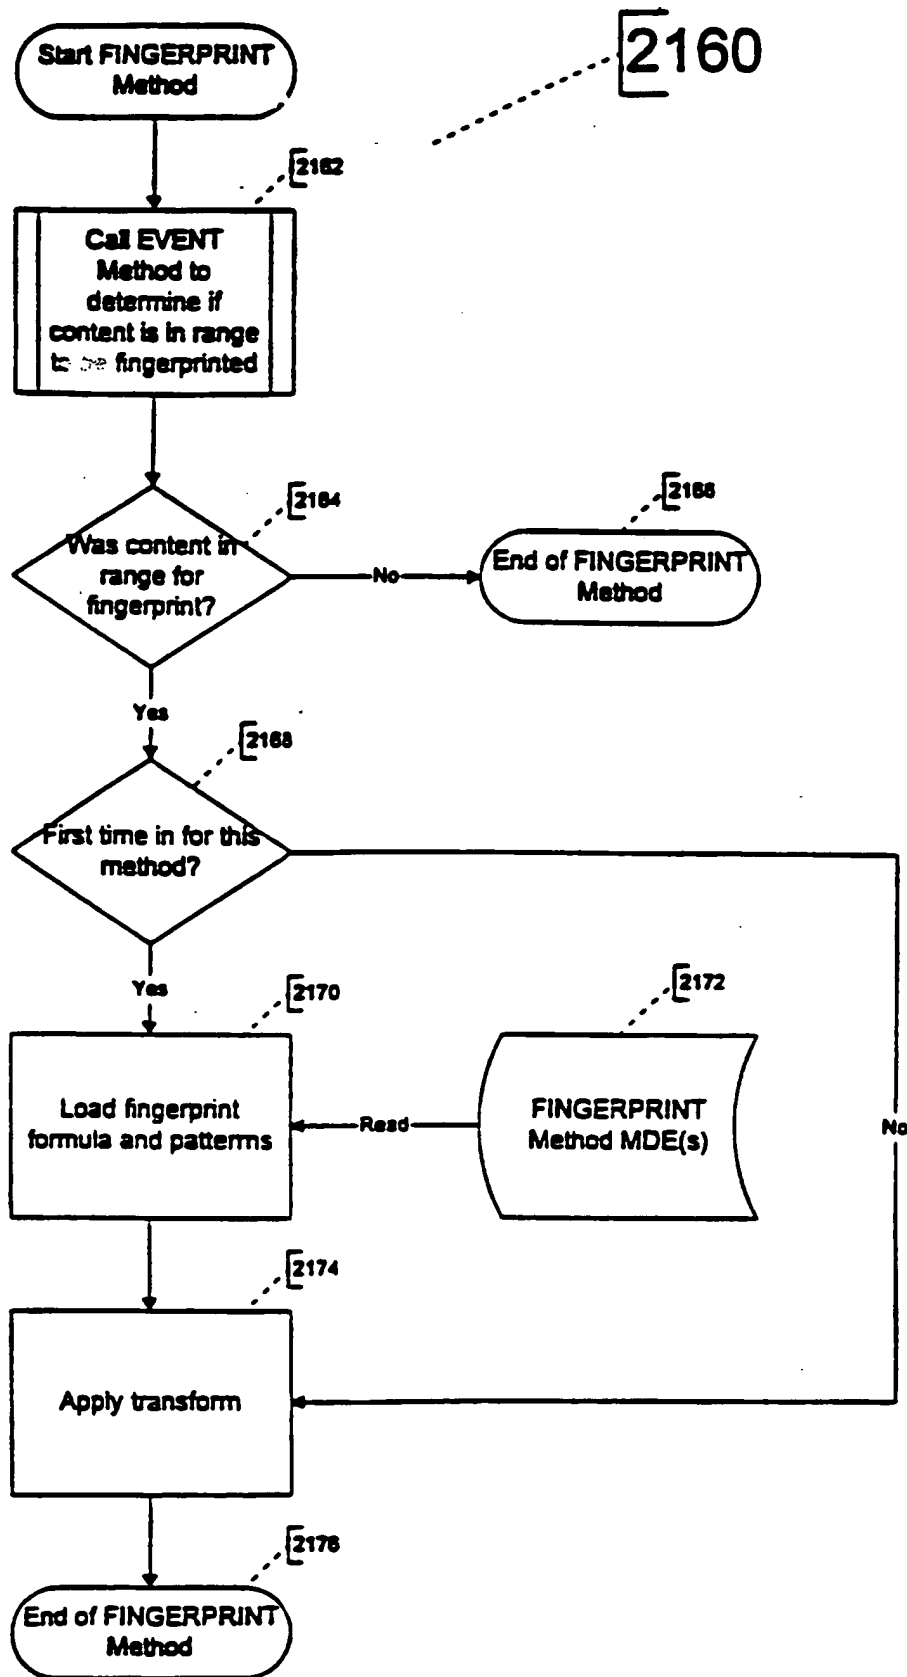 Start FINGERPRINT
Method
2160
2162
Call EVENT
Method to
determine if
content is in range
to be fingerprinted
2164
Was content in
range for
fingerprint?
No
2166
End of FINGERPRINT
Method
Yes
2168
First time in for this
method?
Yes
2170
Load fingerprint
formula and patterms
Read
2172
FINGERPRINT
Method MDE(s)
No
2174
Apply transform
2176
End of FINGERPRINT
Method